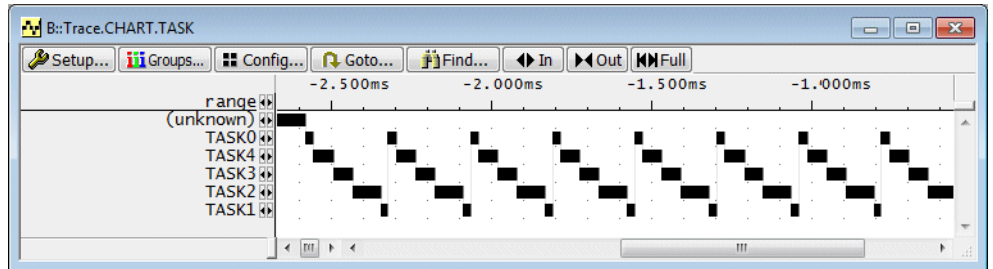 B::Trace.CHART.TASK
Setup... Groups... Config... Goto... Find... In Out Full
-2.500ms -2.000ms -1.500ms -1.000ms
range
(unknown)
TASK0
TASK4
TASK3
TASK2
TASK1